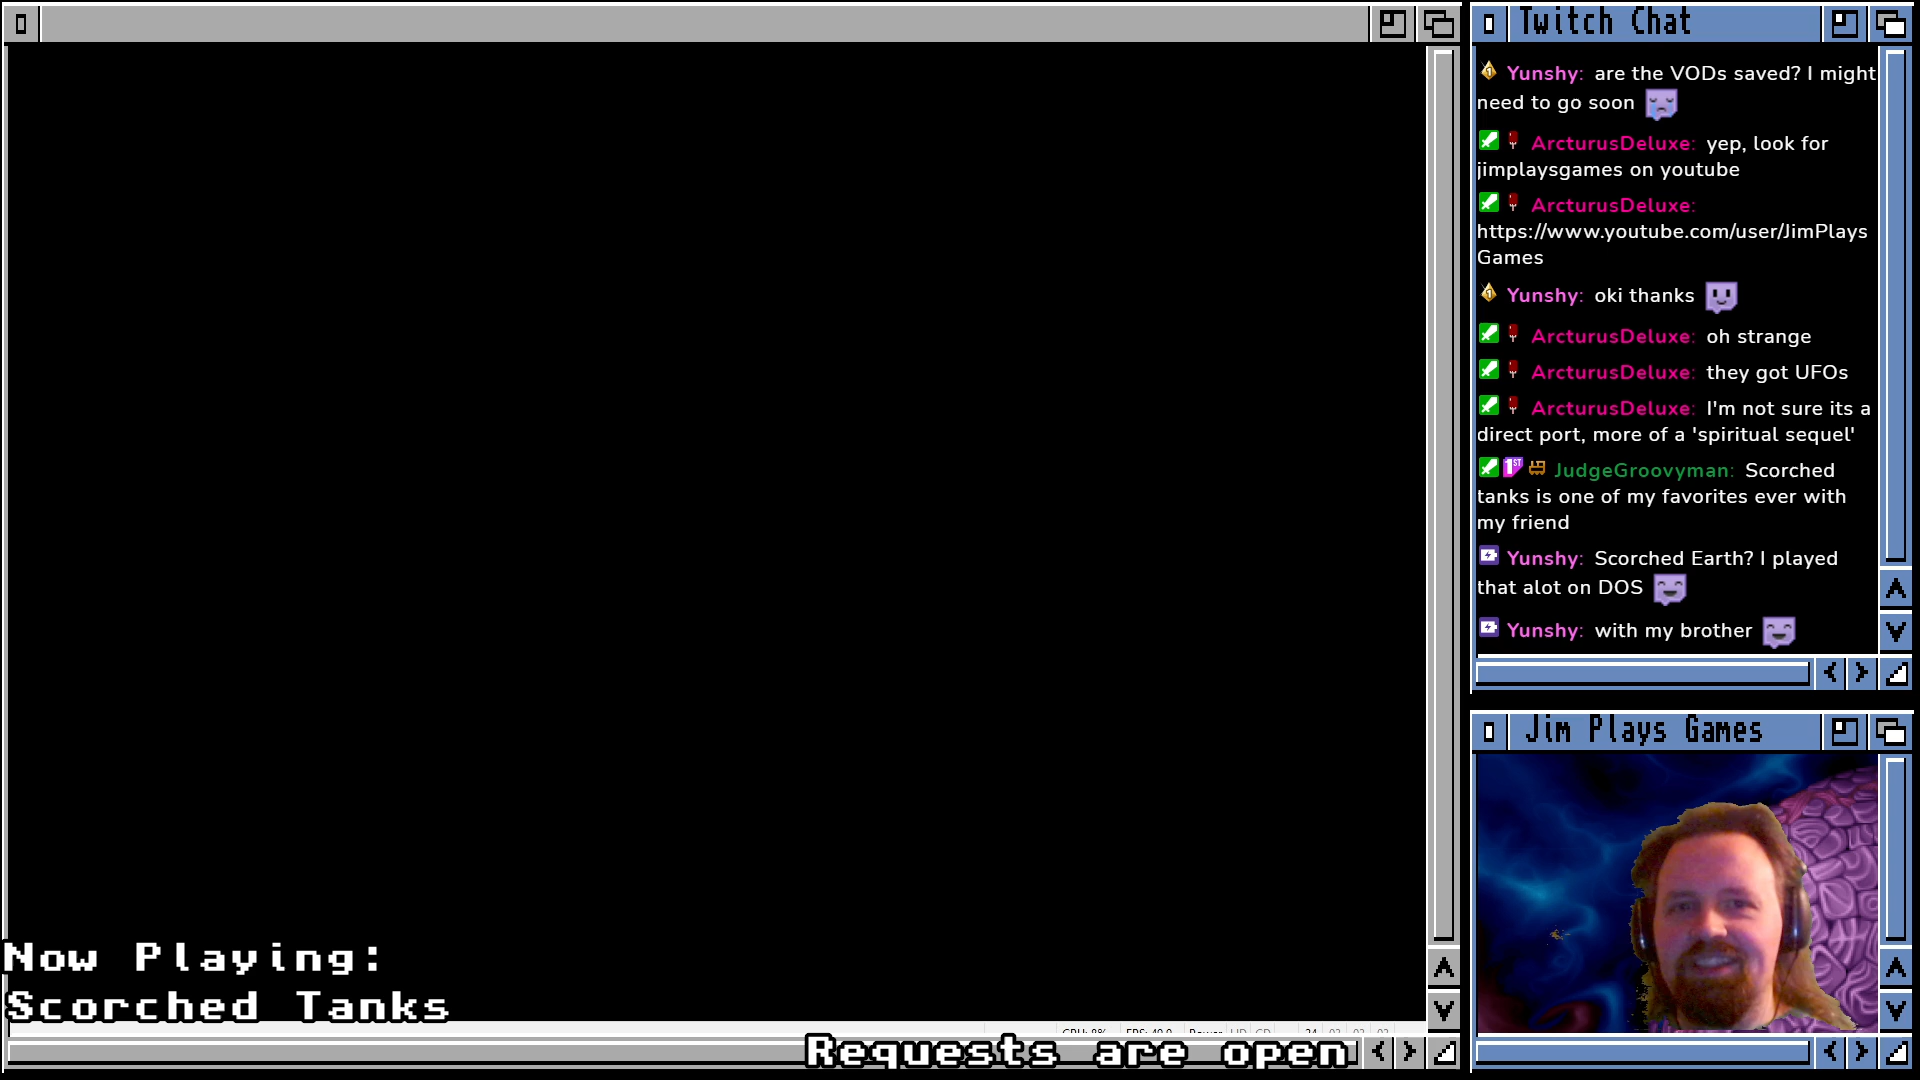 Twitch Chat
Yunshy: are the VODs saved? I might
need to go soon
ArcturusDeluxe: yep, look for
jimplaysgames on youtube
ArcturusDeluxe:
https://www.youtube.com/user/JimPlays
Games
Yunshy: oki thanks
ArcturusDeluxe: oh strange
ArcturusDeluxe: they got UFOs
ArcturusDeluxe: I'm not sure its a
direct port, more of a 'spiritual sequel'
JudgeGroovyman: Scorched
tanks is one of my favorites ever with
my friend
Yunshy: Scorched Earth? I played
that alot on DOS
Yunshy: with my brother
Jim Plays Games
Now Playing:
Scorched Tanks
Requests are open